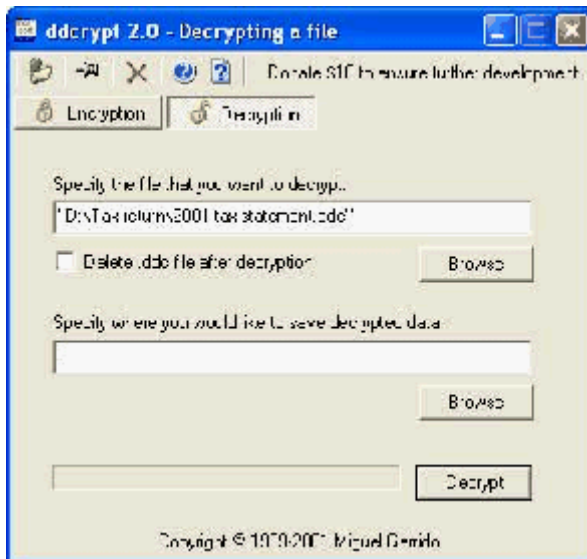 ddcrypt 2.0 - Decrypting a file
Donate $10 to ensure further development
Encryption Decryption
Specify the file that you want to decrypt:
"D:\Tax returns\2001 tax statement.ddc"
Delete .ddc file after decryption
Browse
Specify where you would like to save decrypted data
Browse
Decrypt
Copyright © 1999-2001 Miguel Garrido